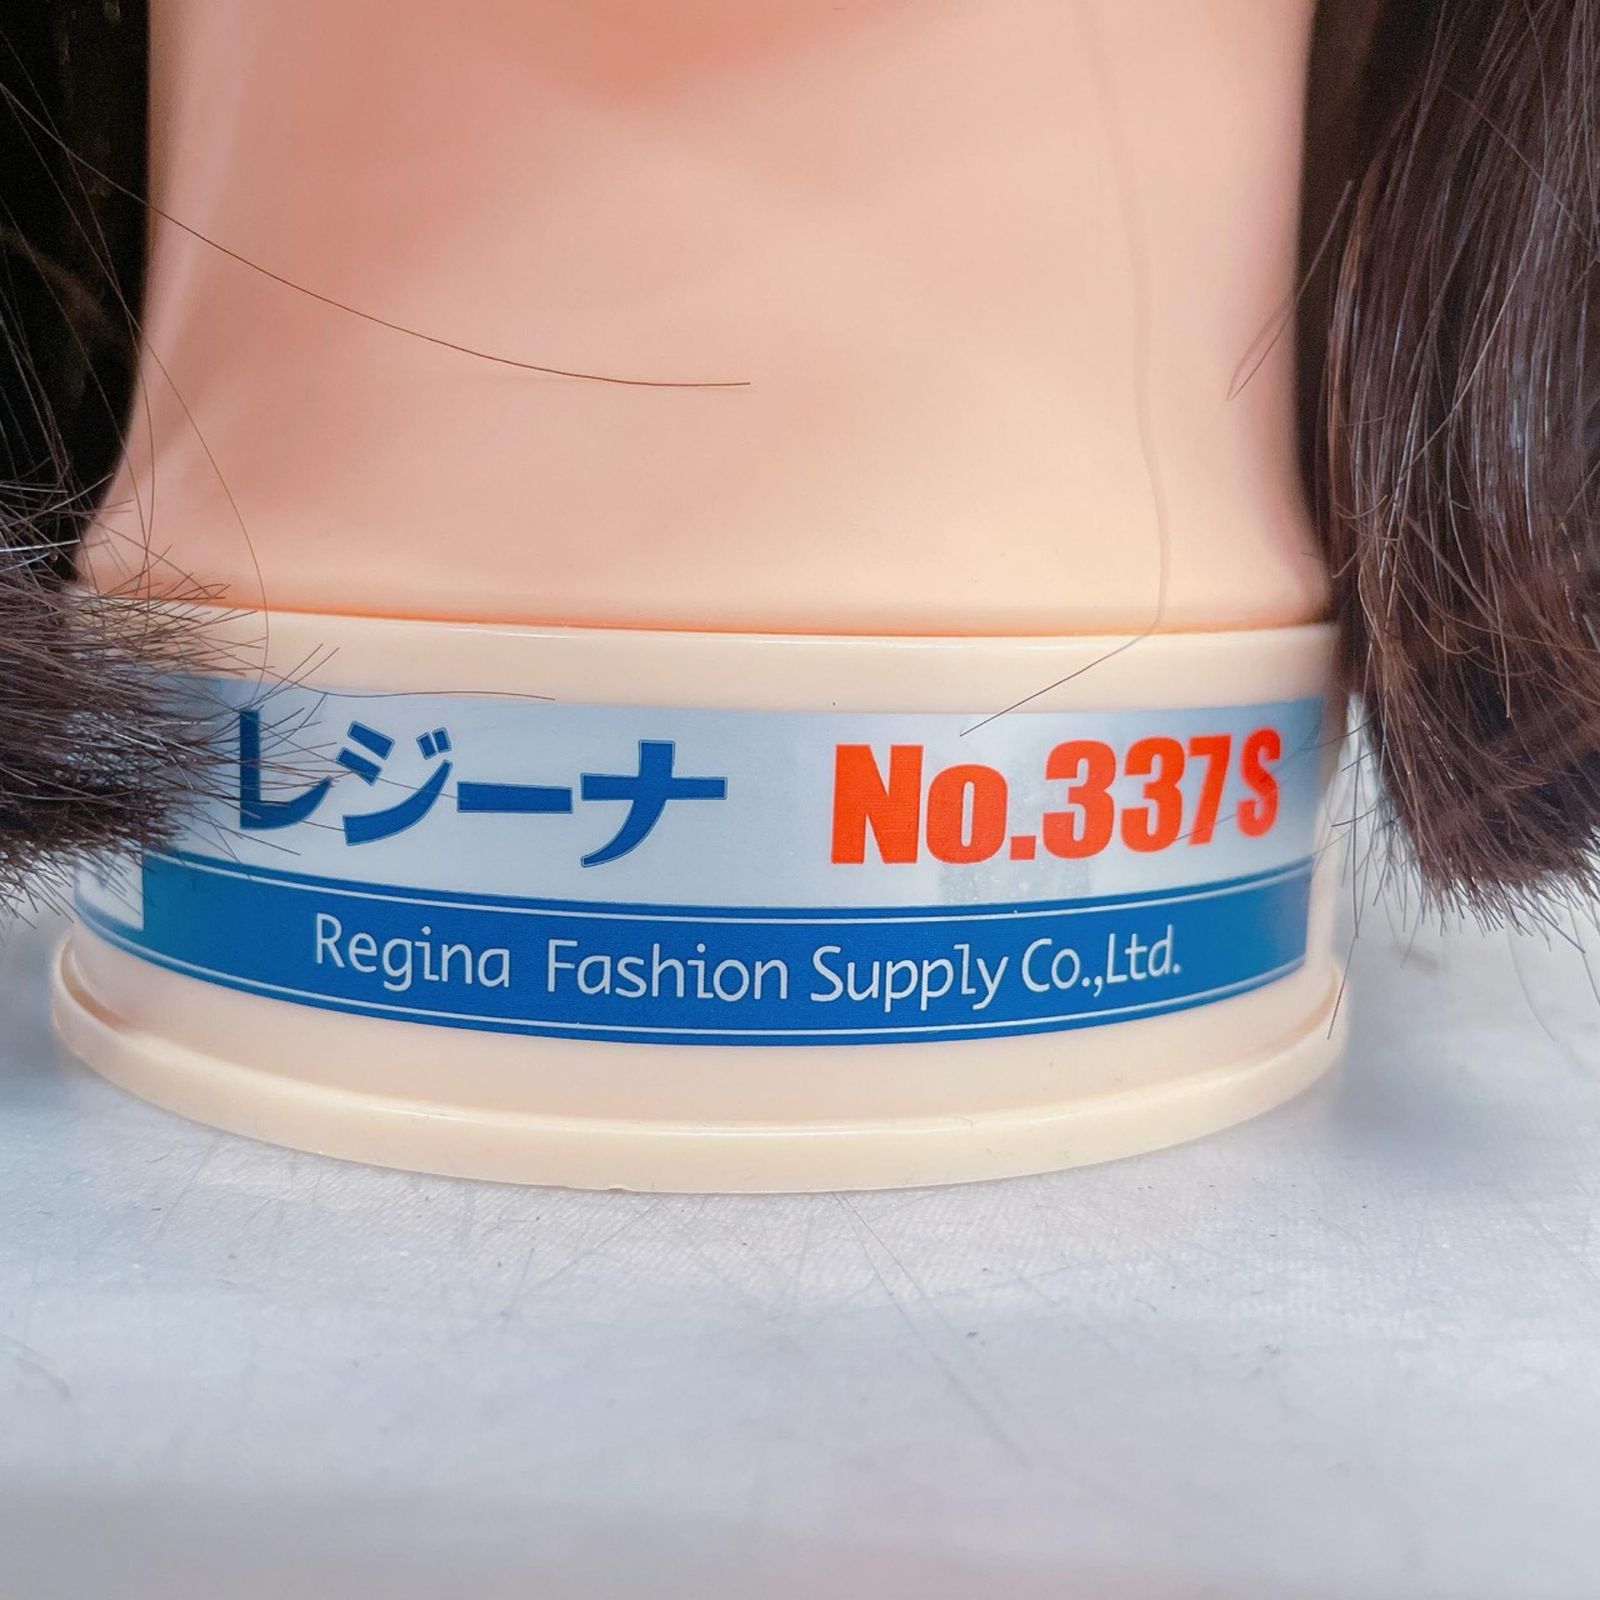 レジーナ No.337S
Regina Fashion Supply Co.,Ltd.